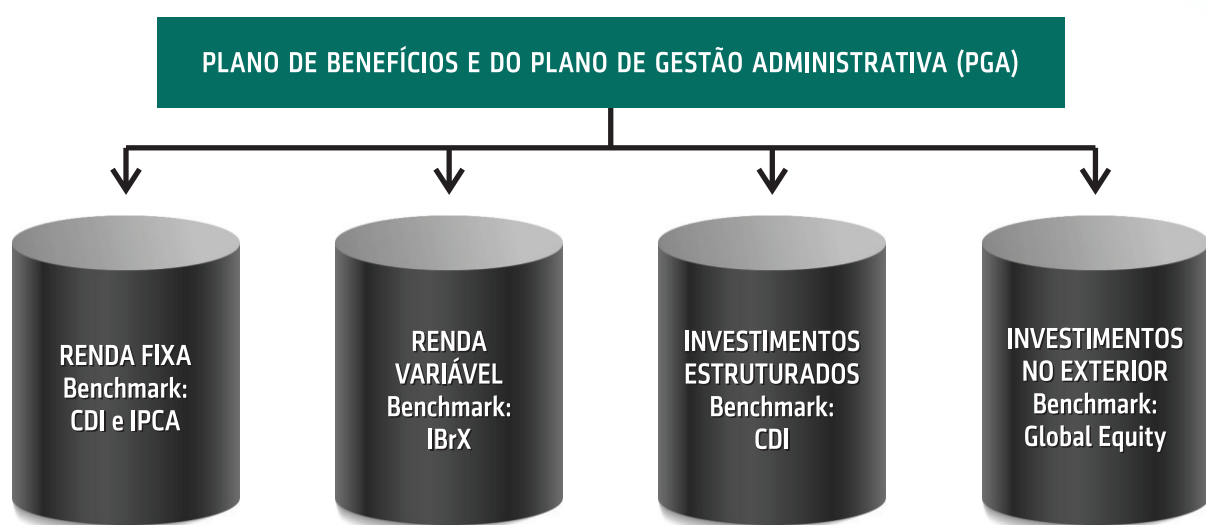 PLANO DE BENEFÍCIOS E DO PLANO DE GESTÃO ADMINISTRATIVA (PGA)
RENDA FIXA
Benchmark:
CDI e IPCA
RENDA
VARIÁVEL
Benchmark:
IBrX
INVESTIMENTOS
ESTRUTURADOS
Benchmark:
CDI
INVESTIMENTOS
NO EXTERIOR
Benchmark:
Global Equity